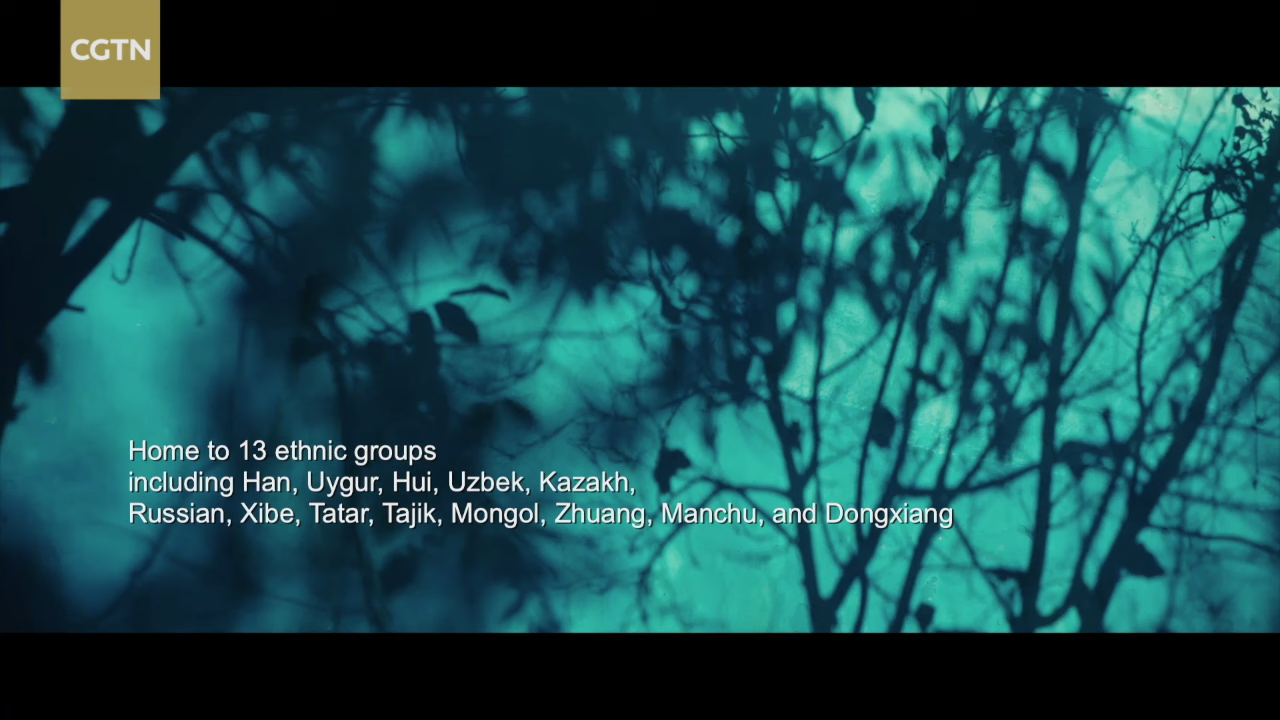 CGTN
Home to 13 ethnic groups
including Han, Uygur, Hui, Uzbek, Kazakh,
Russian, Xibe, Tatar, Tajik, Mongol, Zhuang, Manchu, and Dongxiang